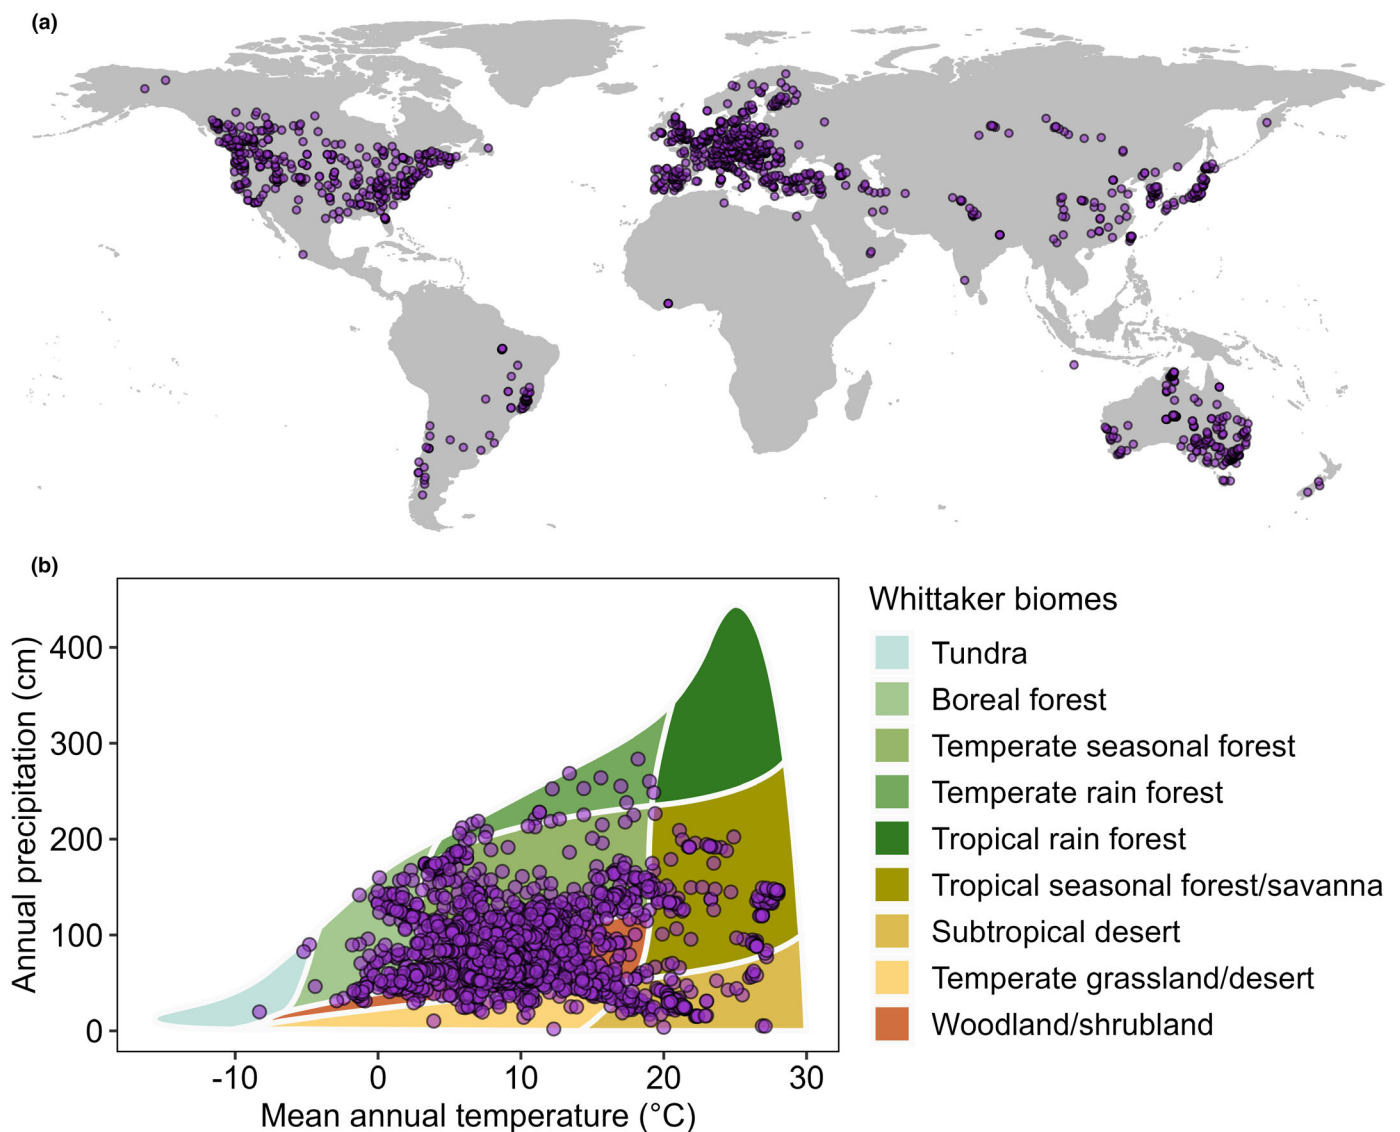 (a)
(b)
Annual precipitation (cm)
400
300
200
100
0
-10 0 10 20 30
Mean annual temperature (°C)
Whittaker biomes
Tundra
Boreal forest
Temperate seasonal forest
Temperate rain forest
Tropical rain forest
Tropical seasonal forest/savanna
Subtropical desert
Temperate grassland/desert
Woodland/shrubland